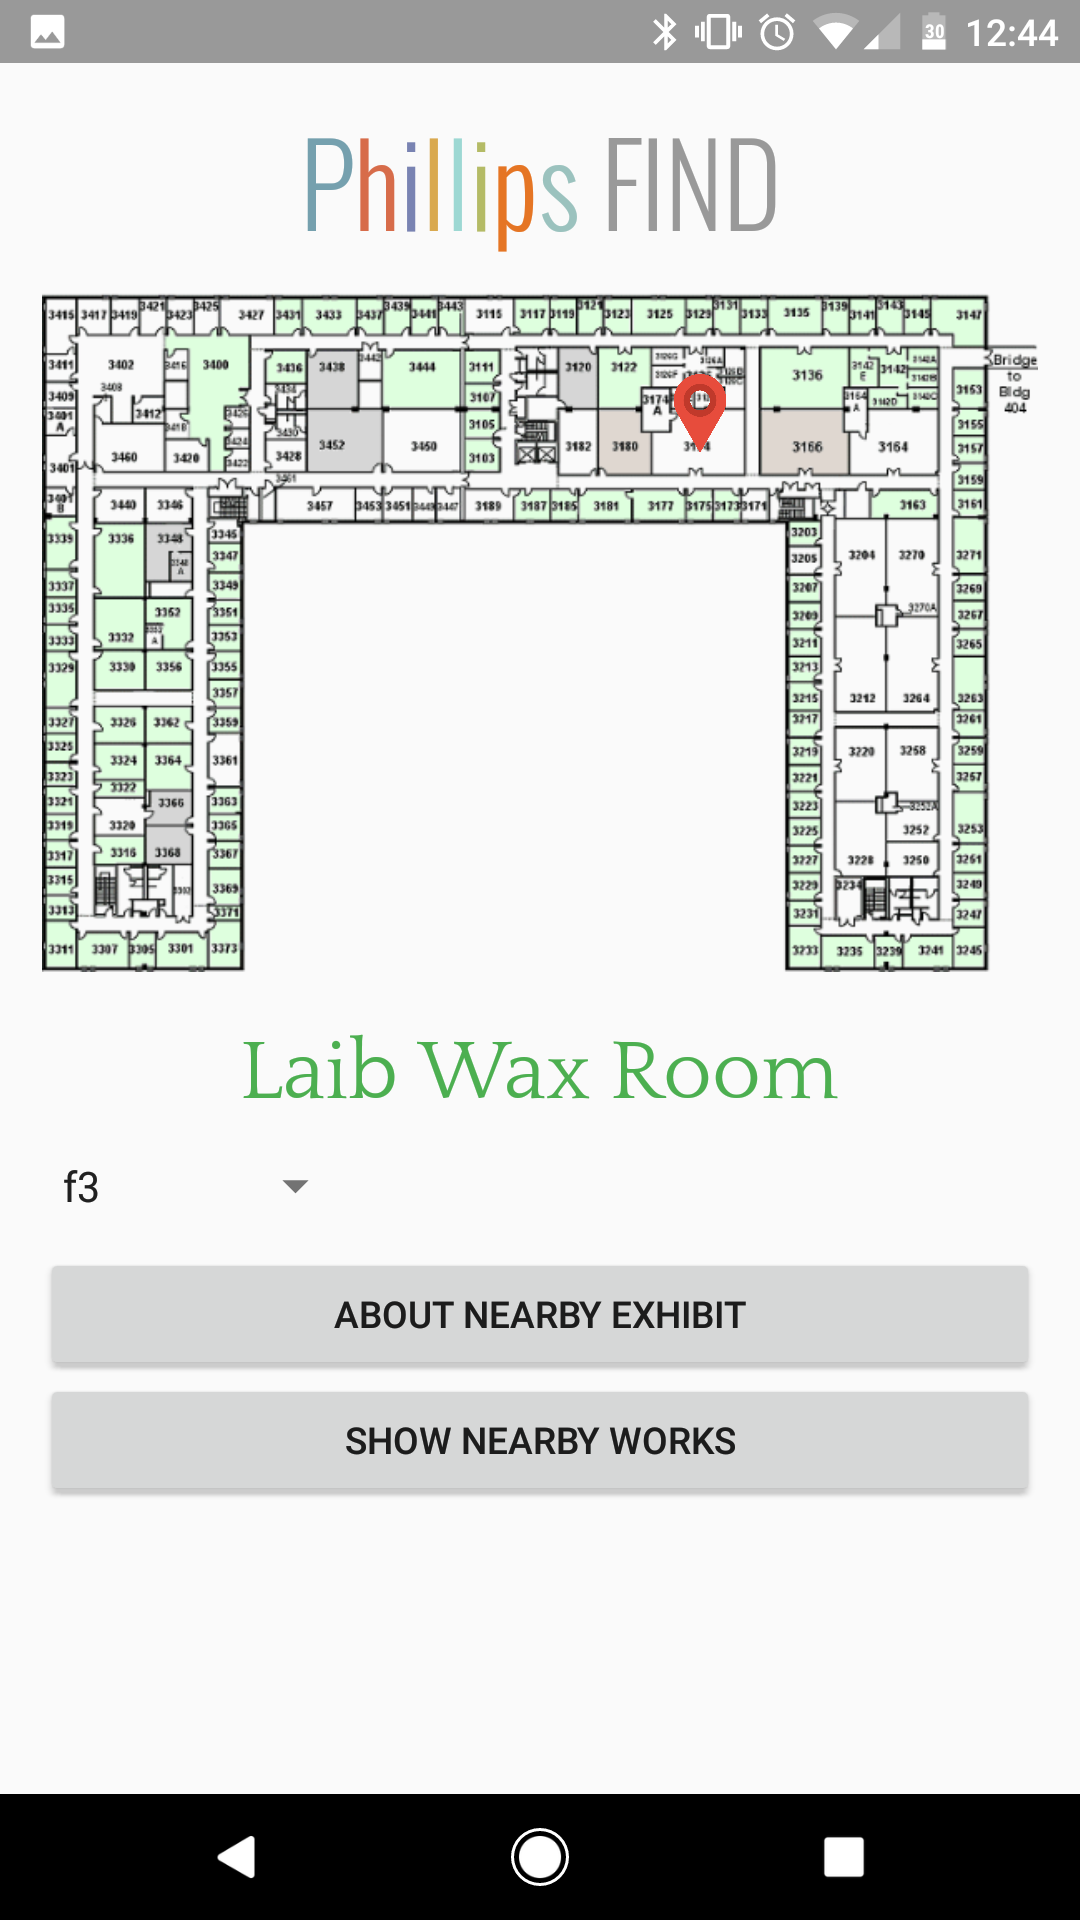 30 12:44
Phillips FIND
3415 3417 3419 3421 3423 3425 3427 3431 3433 3437 3439 3441 3443 3115 3117 3119 3121 3123 3125 3129 3131 3133 3135 3139 3141 3143 3145 3147
3411 3402 3400 3436 3438 3442 3444 3111 3120 3122 3136 3142 E 3142 3142A Bridge
3409 3408 3412 3107 3174 A 3164 A 3142D 3153 to Bldg 404
3401 A 3418 3426 3430 3105 3155
3460 3420 3424 3422 3428 3452 3450 3103 3182 3180 3166 3164 3157
3401 3461 3159
3401 B 3440 3346 3457 3453 3451 3449 3447 3189 3187 3185 3181 3177 3175 3173 3171 3163 3161
3339 3336 3348 3345 3203
3348 A 3347 3205 3204 3270 3271
3337 3349 3207 3269
3335 3352 3351 3209 3270A 3267
3333 3332 3353 3211 3265
3329 3330 3356 3355 3213
3357 3215 3212 3264 3263
3327 3326 3362 3359 3217 3261
3325 3324 3364 3361 3219 3220 3258 3259
3323 3322 3221 3257
3321 3366 3363 3223 3252A
3319 3320 3365 3225 3252 3253
3317 3316 3368 3367 3227 3228 3250 3251
3315 3302 3369 3229 3234 3249
3313 3371 3231 3247
3311 3307 3305 3301 3373 3233 3235 3239 3241 3245
Laib Wax Room
f3
ABOUT NEARBY EXHIBIT
SHOW NEARBY WORKS